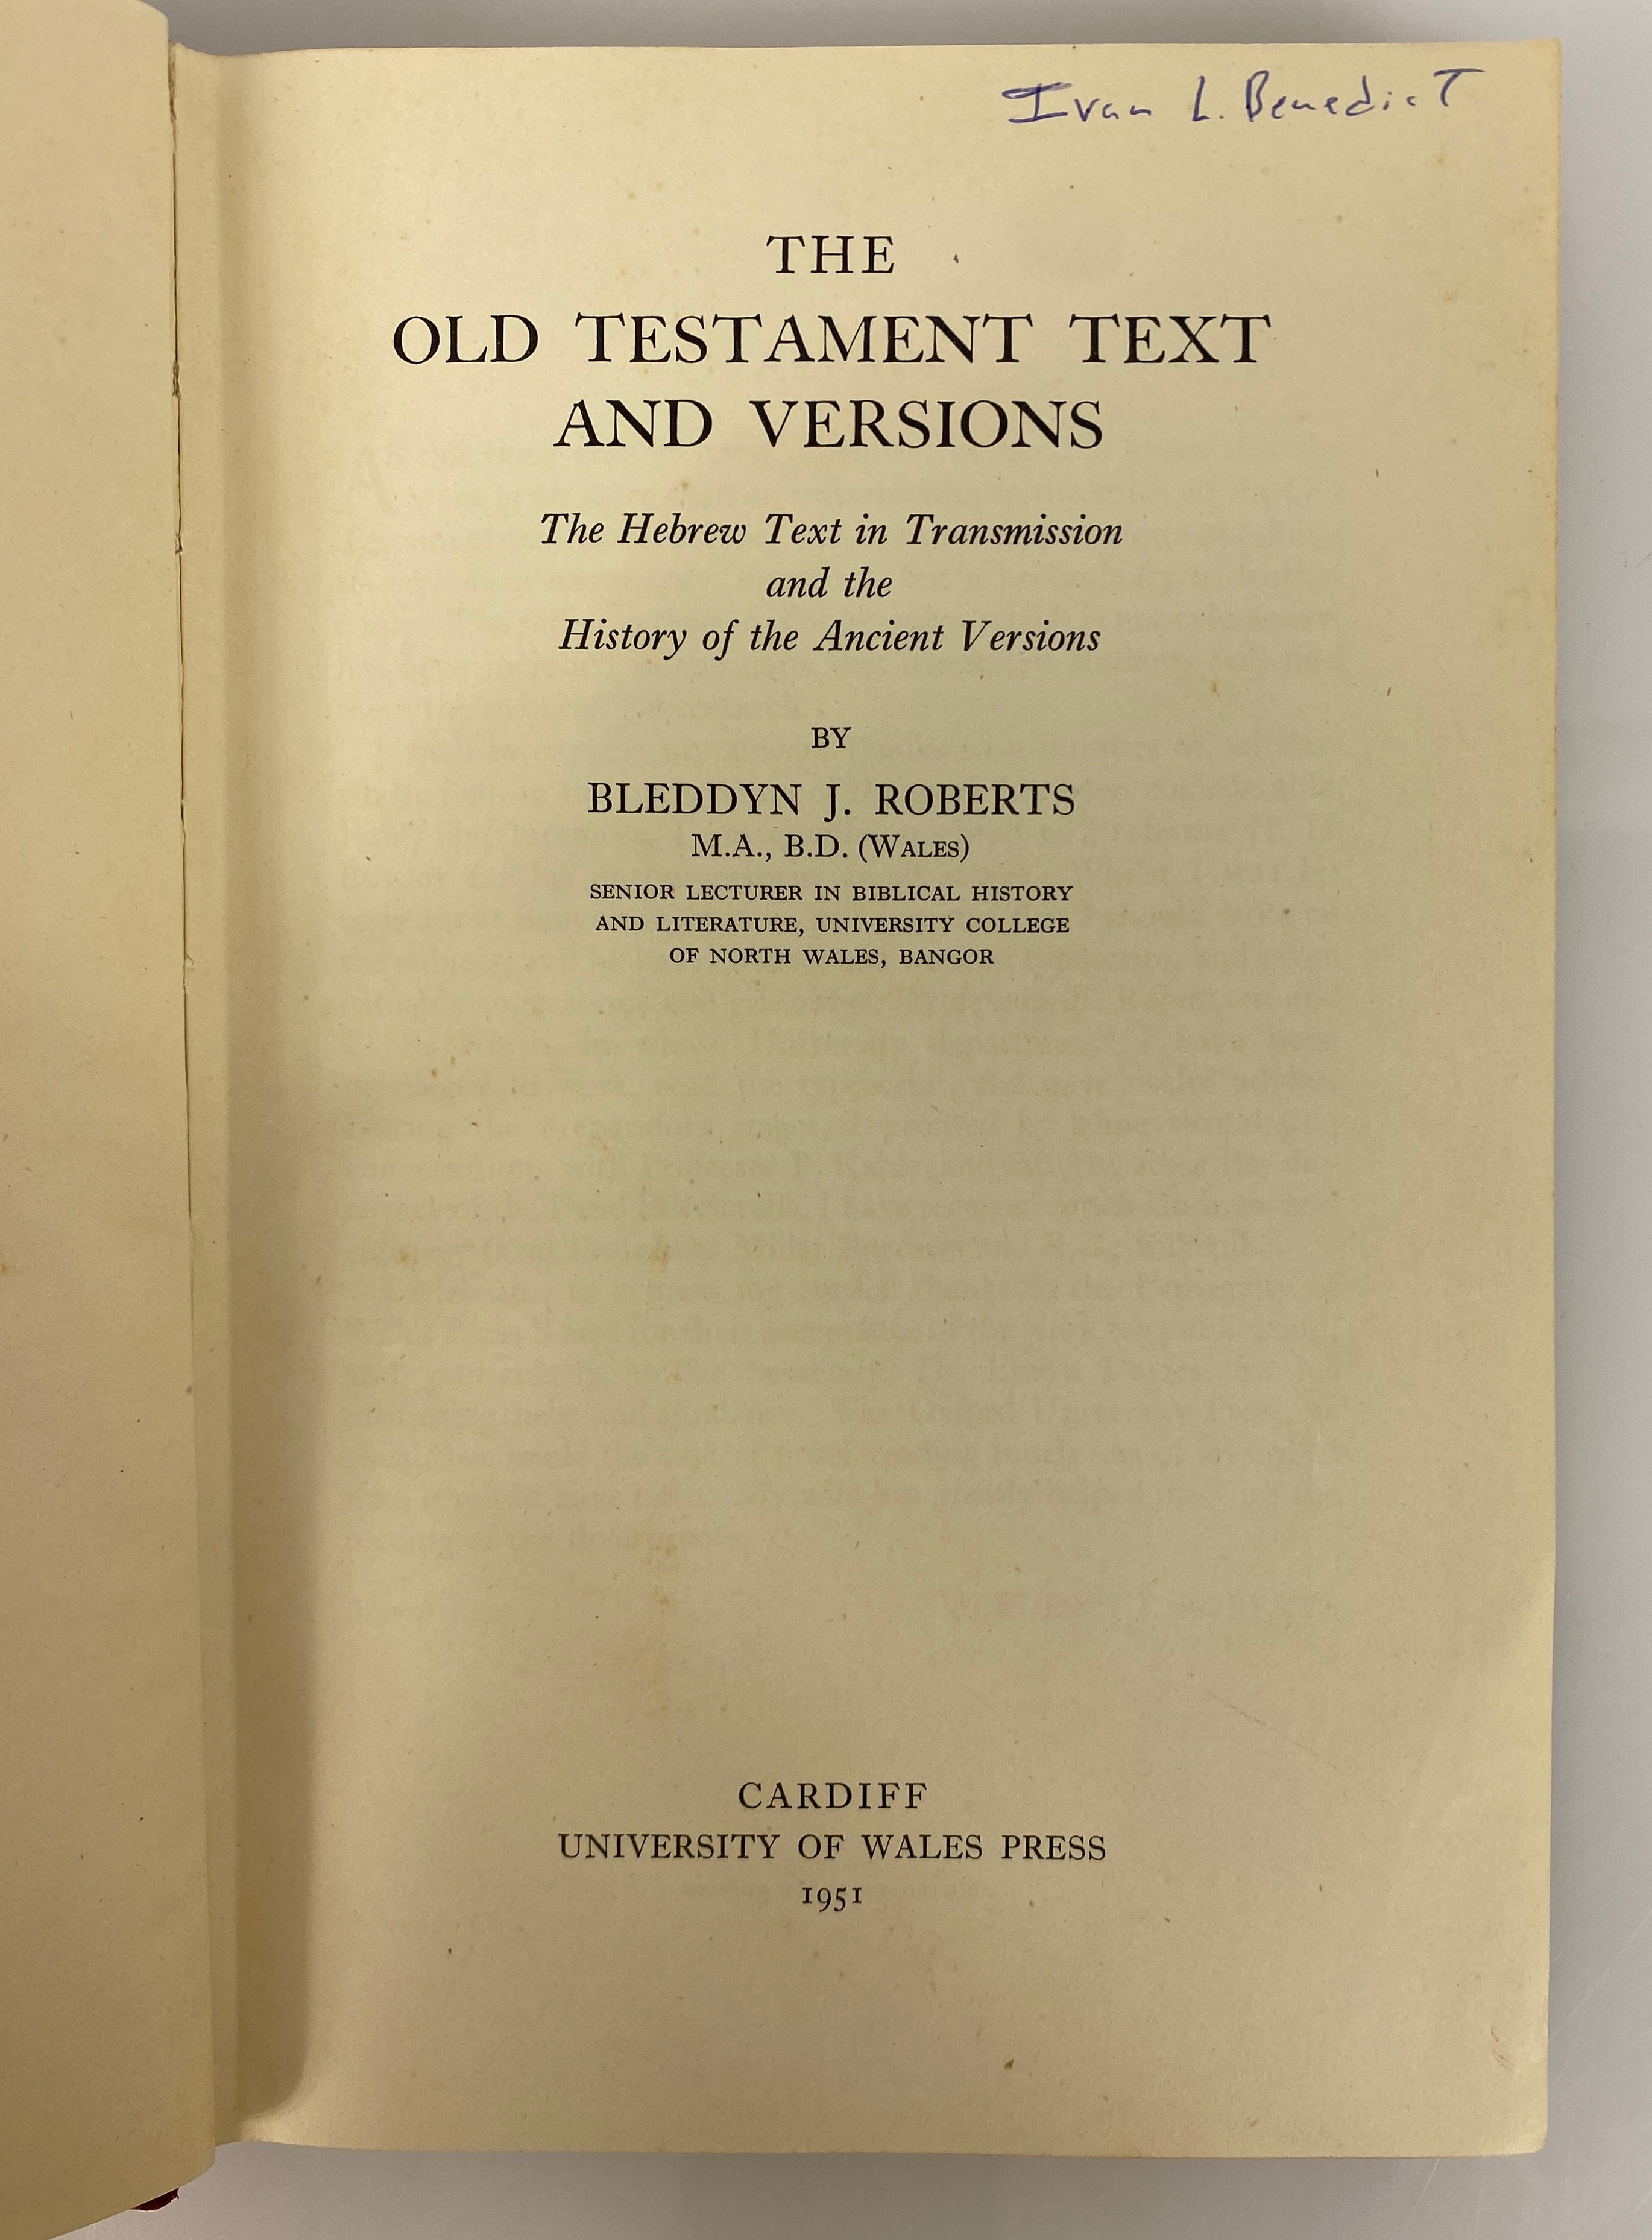 Ivan L. Benedict
THE
OLD TESTAMENT TEXT
AND VERSIONS
The Hebrew Text in Transmission
and the
History of the Ancient Versions
BY
BLEDDYN J. ROBERTS
M.A., B.D. (WALES)
SENIOR LECTURER IN BIBLICAL HISTORY
AND LITERATURE, UNIVERSITY COLLEGE
OF NORTH WALES, BANGOR
CARDIFF
UNIVERSITY OF WALES PRESS
1951